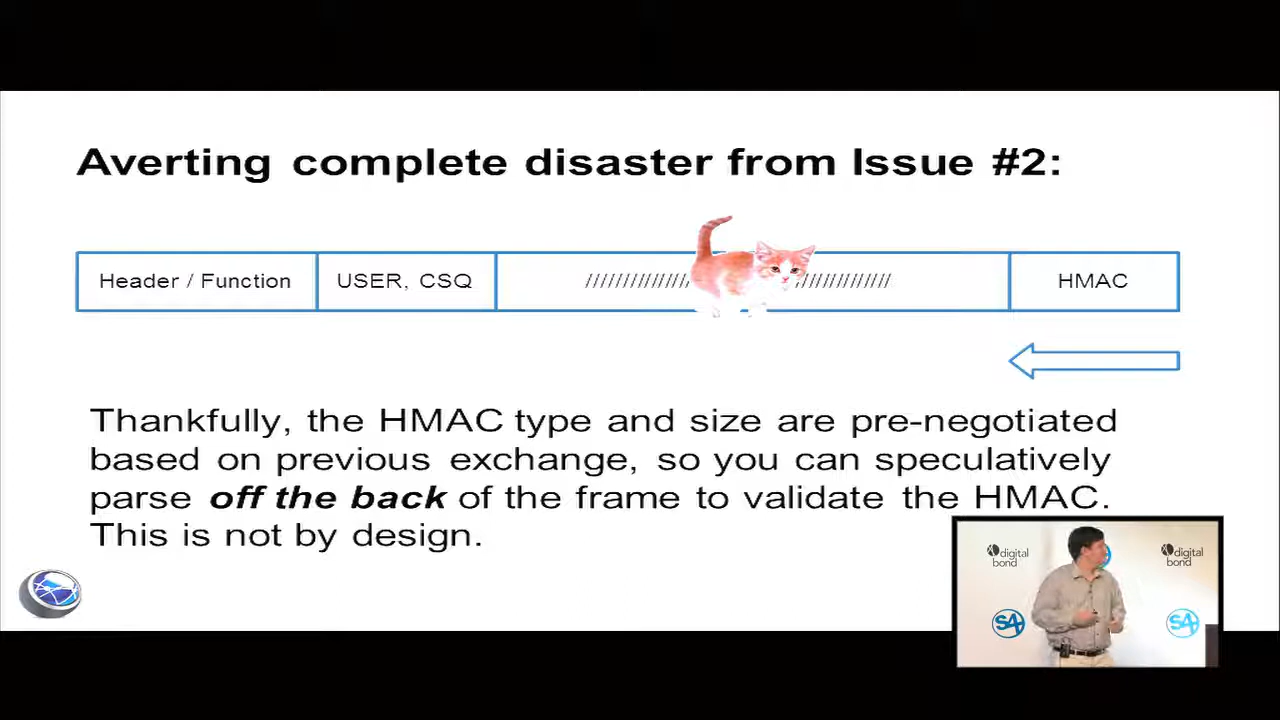 Averting complete disaster from Issue #2:
Header / Function
USER, CSQ
///////////////
///////////////
HMAC
Thankfully, the HMAC type and size are pre-negotiated
based on previous exchange, so you can speculatively
parse off the back of the frame to validate the HMAC.
This is not by design.
digital
bond
digital
bond
S4
S4